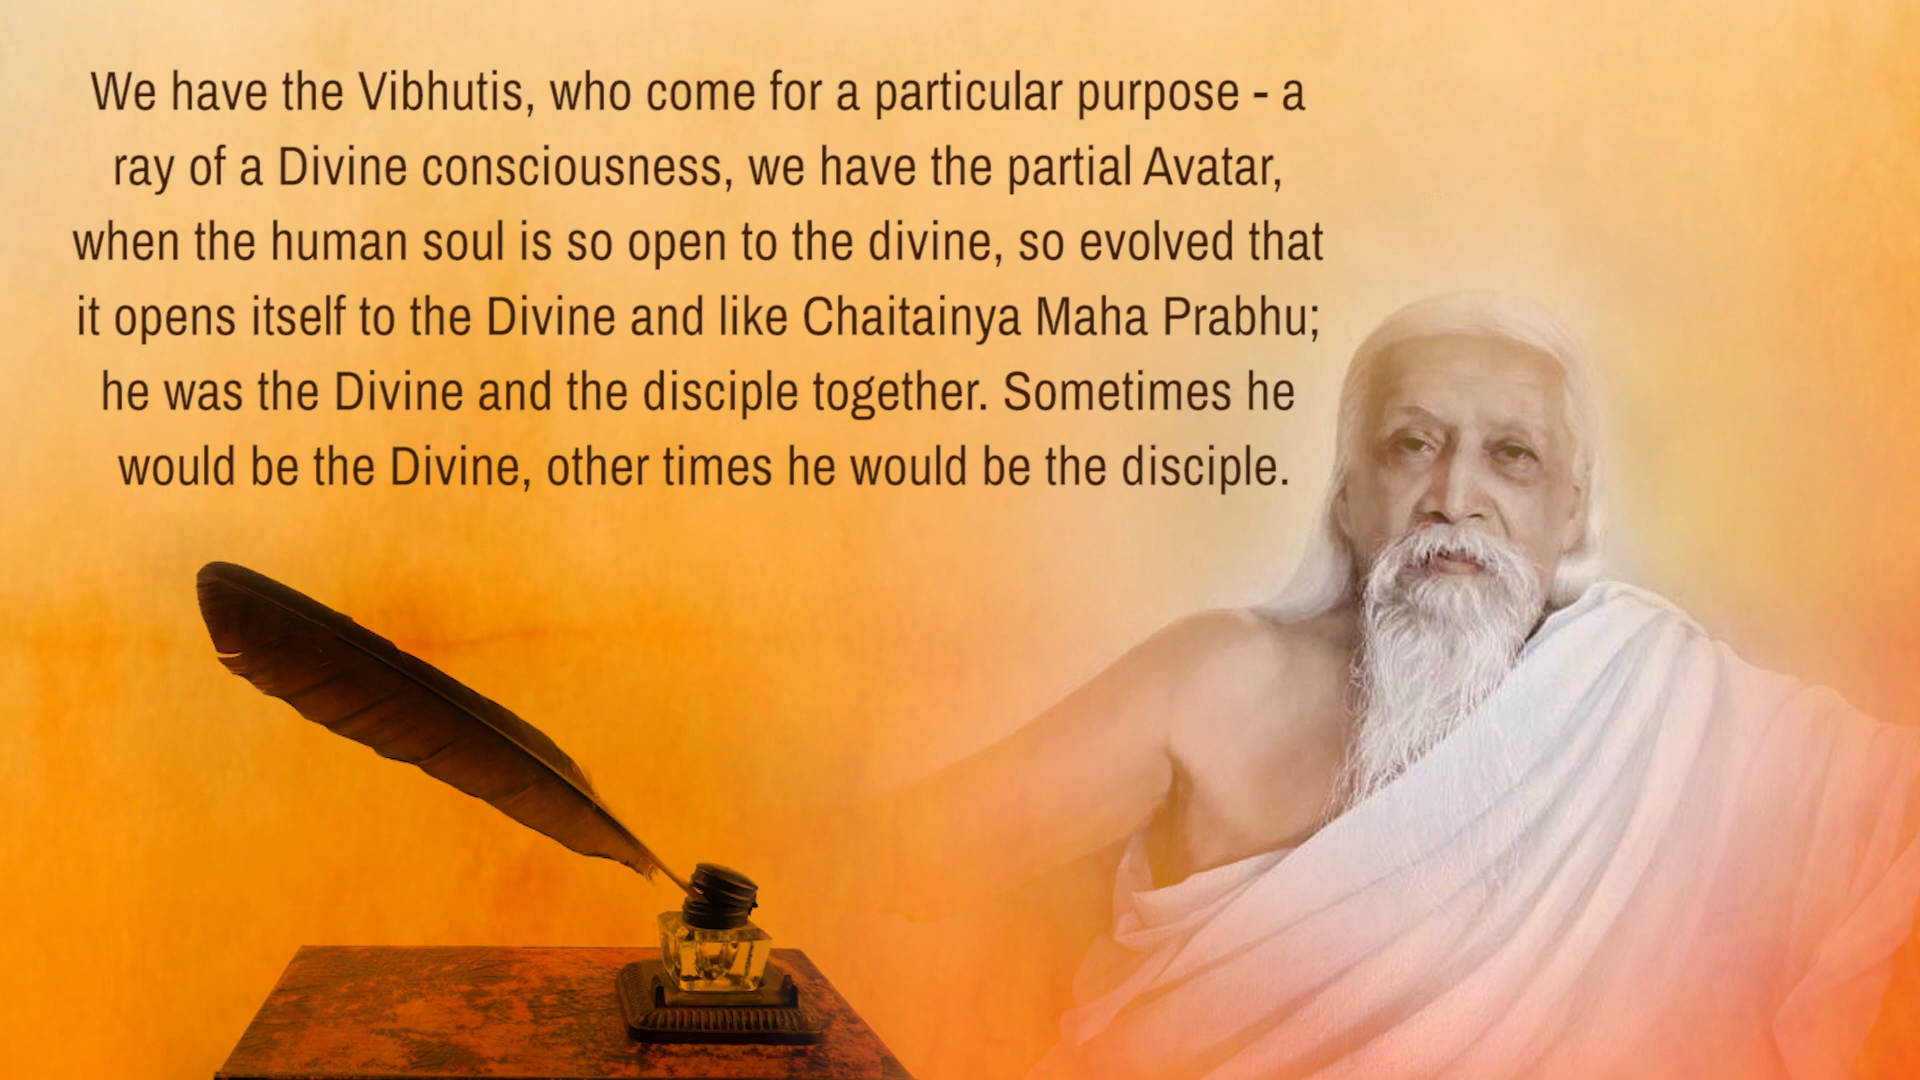 We have the Vibhutis, who come for a particular purpose - a
ray of a Divine consciousness, we have the partial Avatar,
when the human soul is so open to the divine, so evolved that
it opens itself to the Divine and like Chaitainya Maha Prabhu;
he was the Divine and the disciple together. Sometimes he
would be the Divine, other times he would be the disciple.